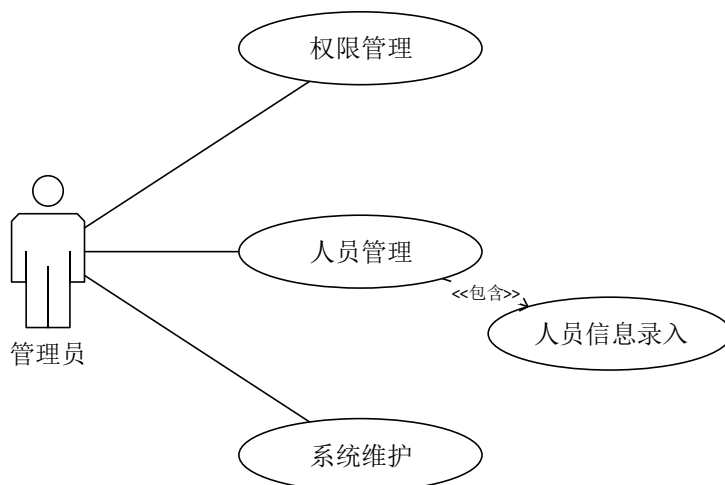 权限管理
人员管理
<<包含>>
人员信息录入
管理员
系统维护